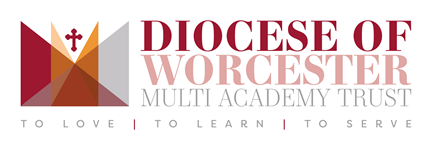 DIOCESE OF
WORCESTER
MULTI ACADEMY TRUST
TO LOVE | TO LEARN | TO SERVE